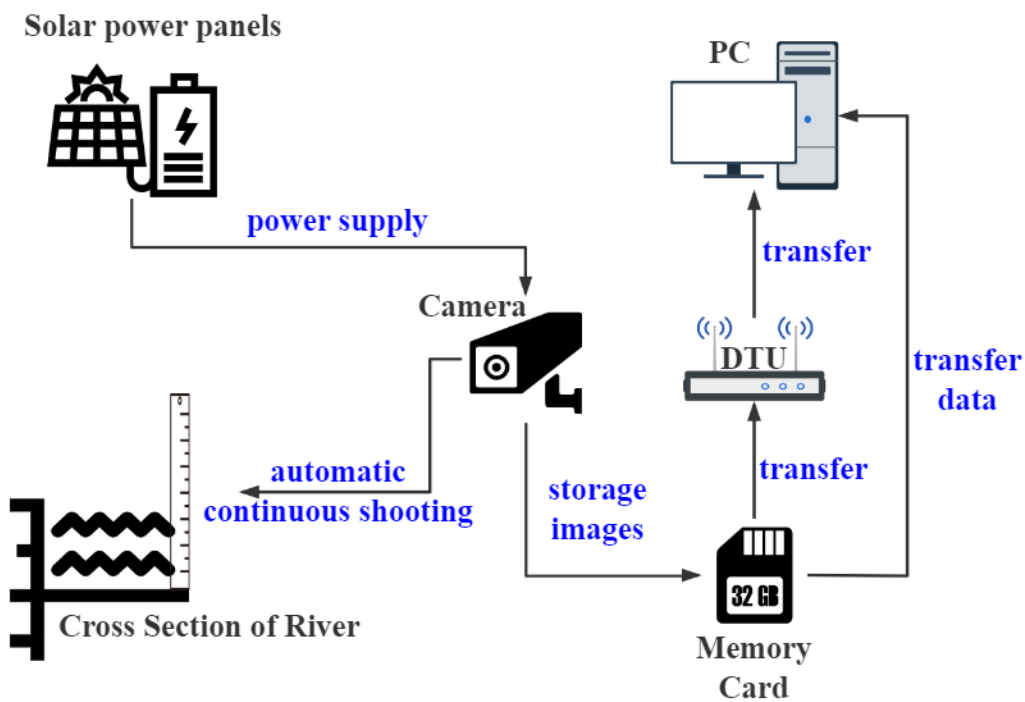 Solar power panels
PC
power supply
transfer
Camera
DTU
transfer
data
automatic
continuous shooting
transfer
storage
images
32 GB
Cross Section of River
Memory
Card